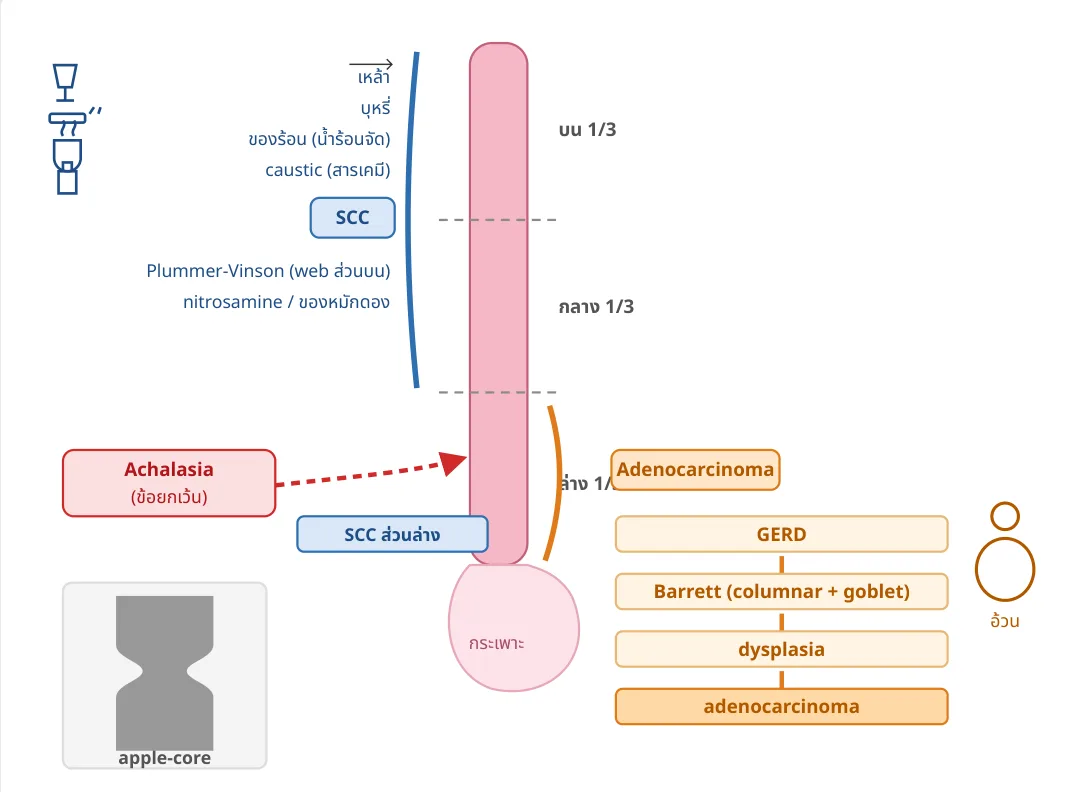 เหล้า
บุหรี่
ของร้อน (น้ำร้อนจัด)
caustic (สารเคมี)
SCC
Plummer-Vinson (web ส่วนบน)
nitrosamine / ของหมักดอง
บน 1/3
กลาง 1/3
Achalasia
(ข้อยกเว้น)
SCC ส่วนล่าง
ล่าง 1/
Adenocarcinoma
GERD
Barrett (columnar + goblet)
dysplasia
adenocarcinoma
อ้วน
กระเพาะ
apple-core